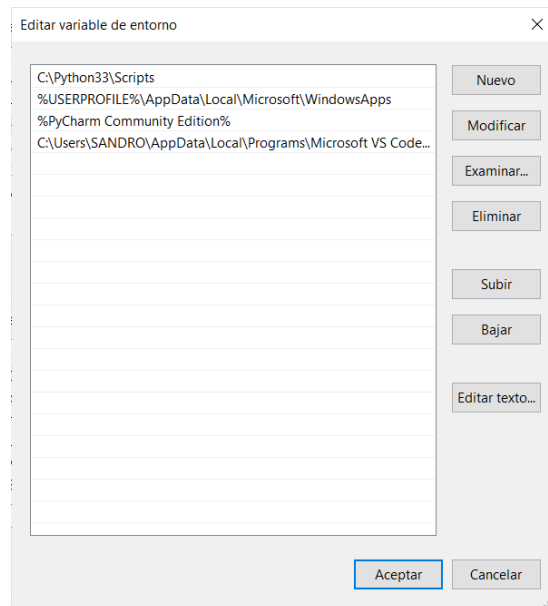 Editar variable de entorno
C:\Python33\Scripts
%USERPROFILE%\AppData\Local\Microsoft\WindowsApps
%PyCharm Community Edition%
C:\Users\SANDRO\AppData\Local\Programs\Microsoft VS Code...
Nuevo
Modificar
Examinar...
Eliminar
Subir
Bajar
Editar texto...
Aceptar
Cancelar